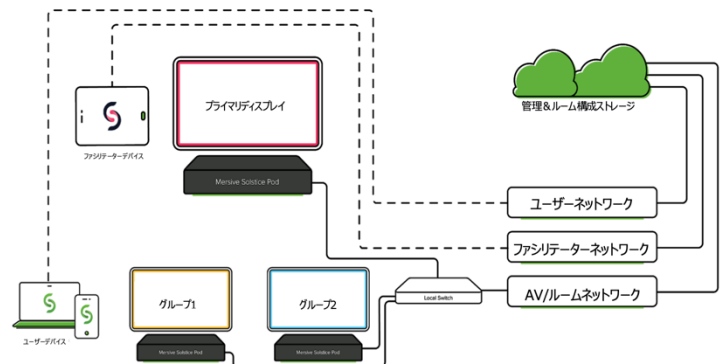 プライマリディスプレイ
管理&ルーム構成ストレージ
ファシリテーターデバイス
Mersive Solstice Pod
ユーザーネットワーク
ファシリテーターネットワーク
グループ1
グループ2
Local Switch
AV/ルームネットワーク
ユーザーデバイス
Mersive Solstice Pod
Mersive Solstice Pod